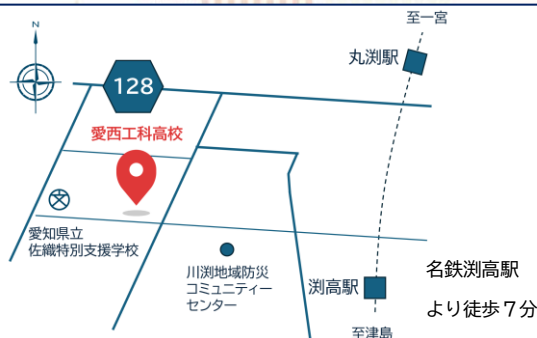 N
至一宮
丸渕駅
128
愛西工科高校
文
愛知県立
佐織特別支援学校
川渕地域防災
コミュニティー
センター
渕高駅
名鉄渕高駅
より徒歩7分
至津島